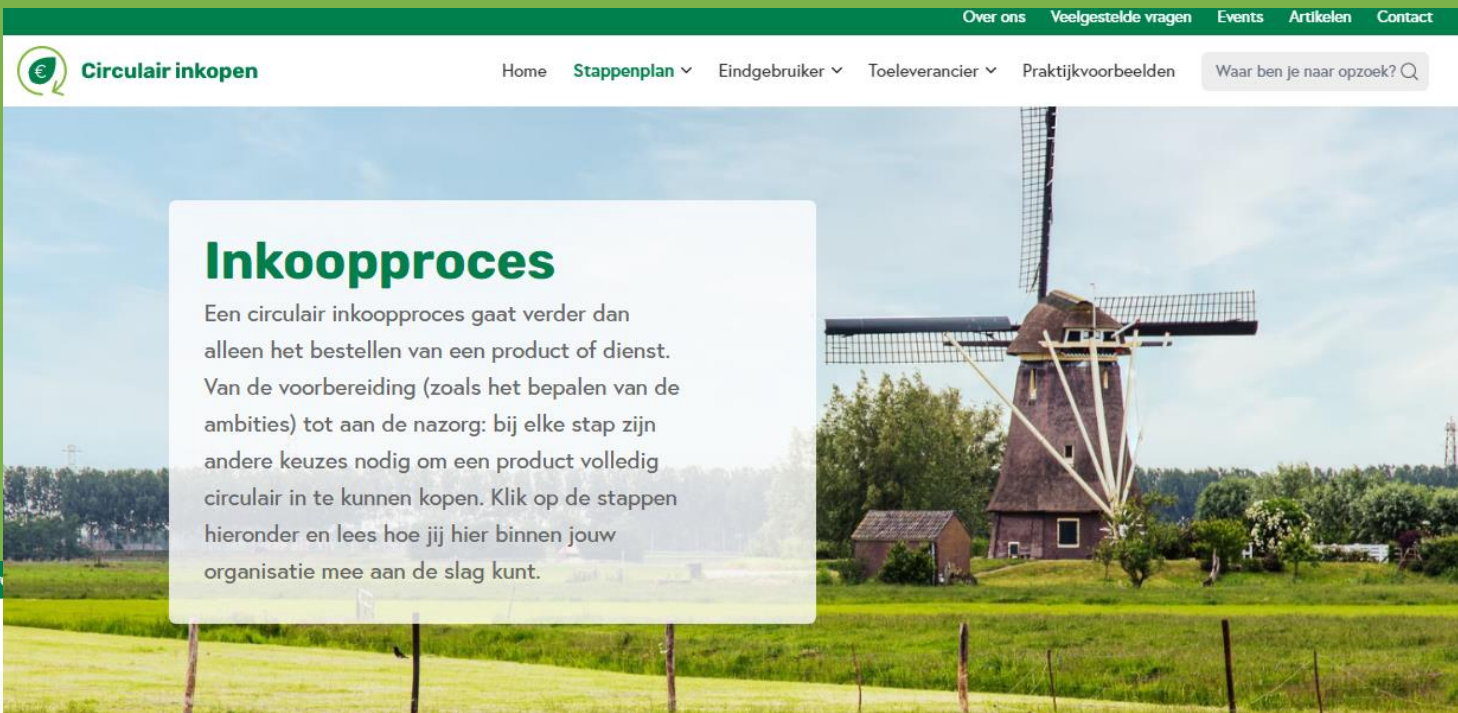 Over ons Veelgestelde vragen Events Artikelen Contact
€ Circulair inkopen Home Stappenplan Eindgebruiker Toeleverancier Praktijkvoorbeelden Waar ben je naar opzoek?
Inkoopproces
Een circulair inkoopproces gaat verder dan
alleen het bestellen van een product of dienst.
Van de voorbereiding (zoals het bepalen van de
ambities) tot aan de nazorg: bij elke stap zijn
andere keuzes nodig om een product volledig
circulair in te kunnen kopen. Klik op de stappen
hieronder en lees hoe jij hier binnen jouw
organisatie mee aan de slag kunt.